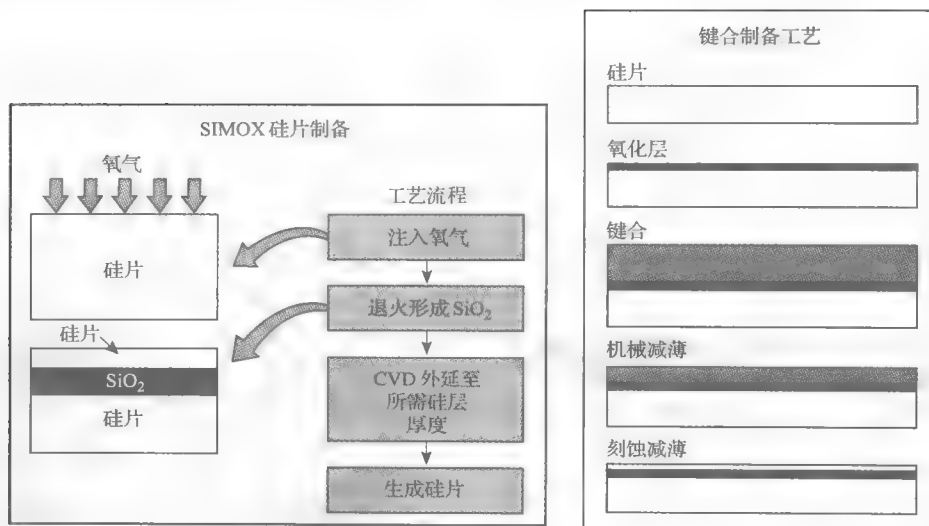 SIMOX 硅片制备
氧气
硅片
硅片
SiO₂
硅片
工艺流程
注入氧气
退火形成 SiO₂
CVD 外延至
所需硅层
厚度
生成硅片
键合制备工艺
硅片
氧化层
键合
机械减薄
刻蚀减薄